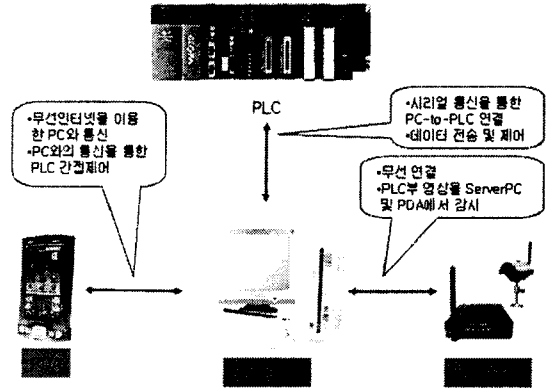 PLC
•무선인터넷을 이용
한 PC와 통신
•PC와의 통신을 통한
PLC 간접제어
•시리얼 통신을 통한
PC-to-PLC 연결
•데이터 전송 및 제어
•무선 연결
•PLC부 영상을 ServerPC
및 PDA에서 감시